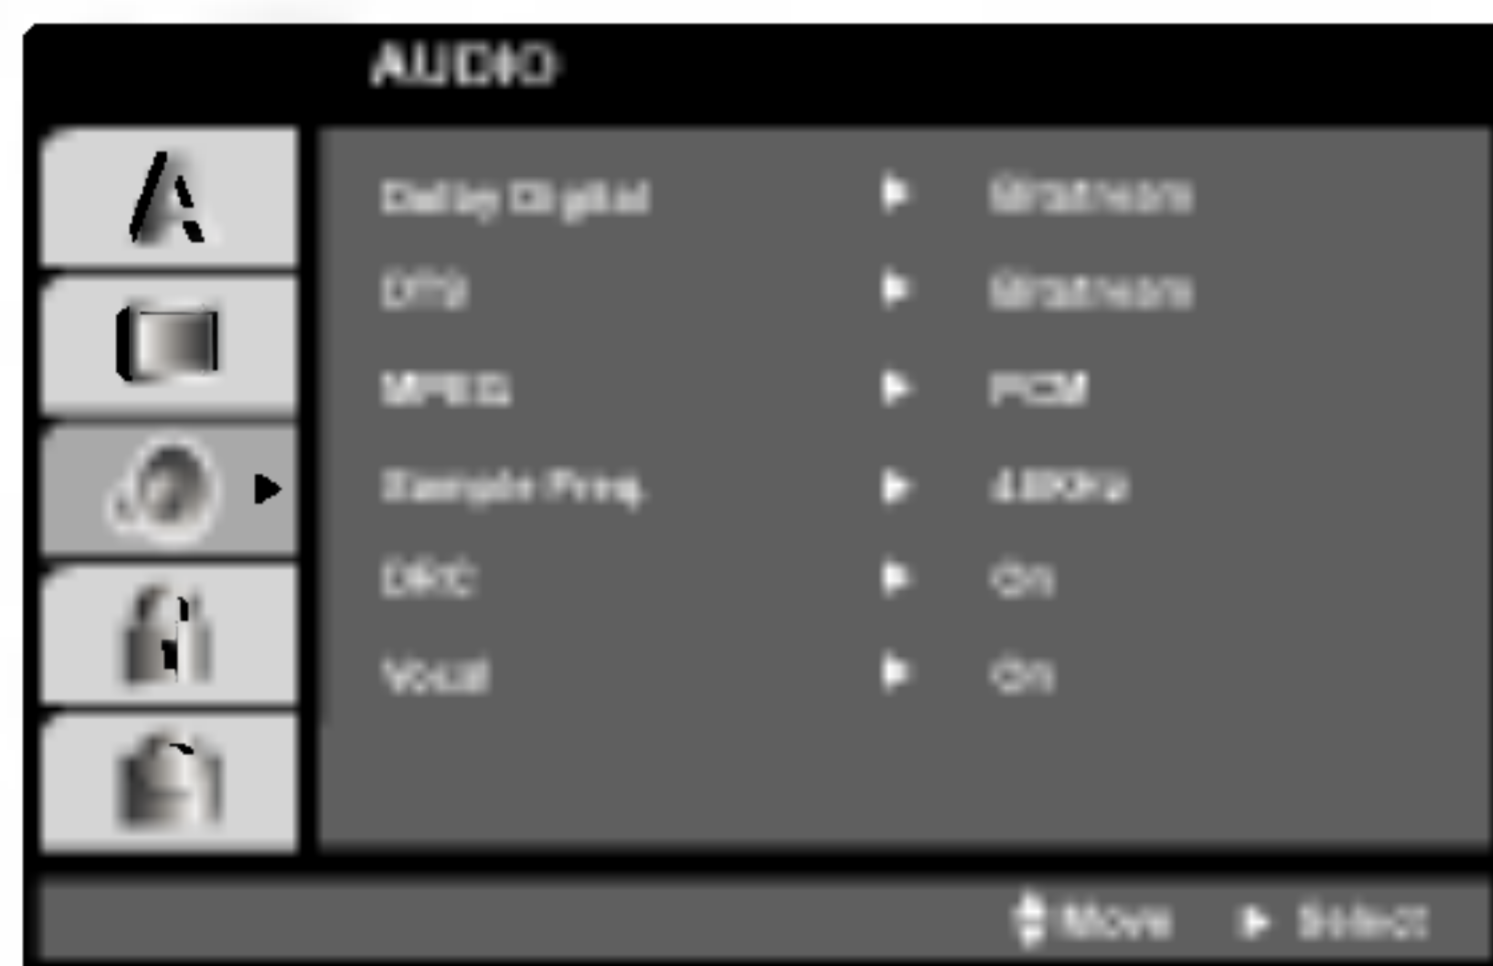 AUDIO
Dolby Digital Bitstream
DTS Bitstream
MPEG PCM
Sample Freq. 48KHz
DRC On
Vocal On
Move Select